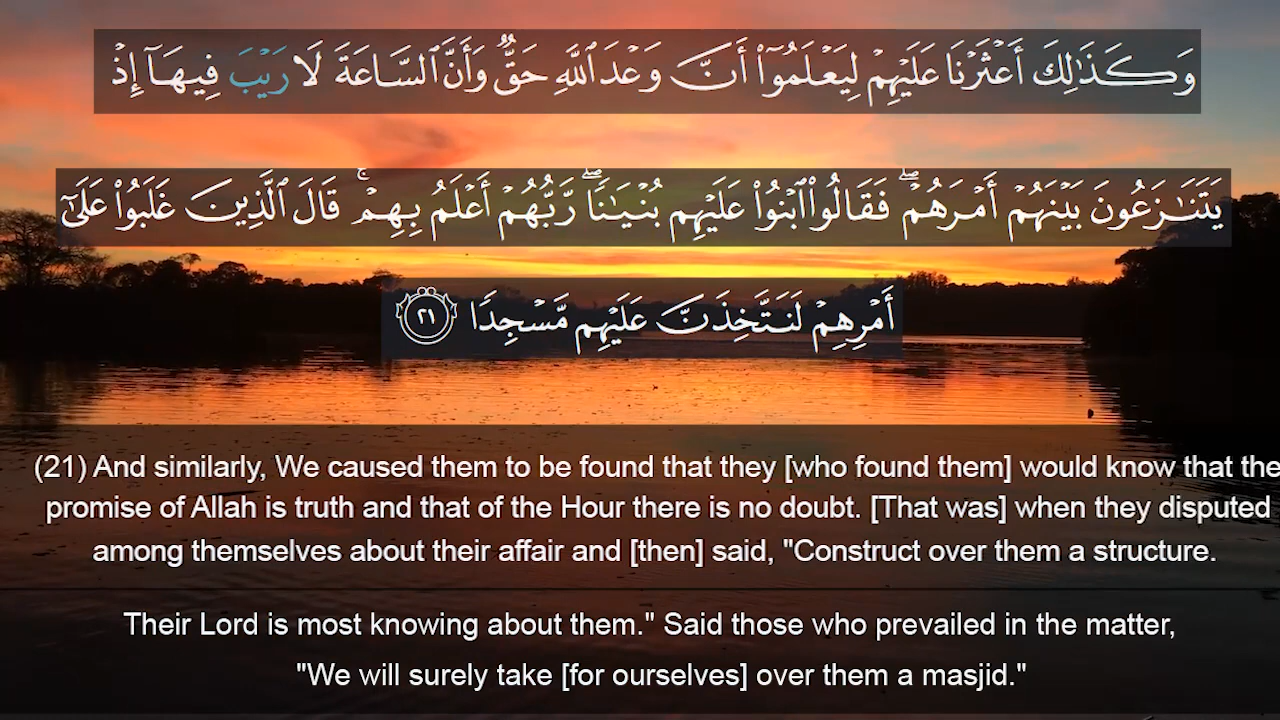 وَكَذَٰلِكَ أَعْثَرْنَا عَلَيْهِمْ لِيَعْلَمُوٓا۟ أَنَّ وَعْدَ ٱللَّهِ حَقٌّ وَأَنَّ ٱلسَّاعَةَ لَا رَيْبَ فِيهَآ إِذْ
يَتَنَٰزَعُونَ بَيْنَهُمْ أَمْرَهُمْ ۖ فَقَالُوا۟ ٱبْنُوا۟ عَلَيْهِم بُنْيَٰنًا ۖ رَّبُّهُمْ أَعْلَمُ بِهِمْ ۚ قَالَ ٱلَّذِينَ غَلَبُوا۟ عَلَىٰٓ
أَمْرِهِمْ لَنَتَّخِذَنَّ عَلَيْهِم مَّسْجِدًا ٢١
(21) And similarly, We caused them to be found that they [who found them] would know that the
promise of Allah is truth and that of the Hour there is no doubt. [That was] when they disputed
among themselves about their affair and [then] said, "Construct over them a structure.
Their Lord is most knowing about them." Said those who prevailed in the matter,
"We will surely take [for ourselves] over them a masjid."